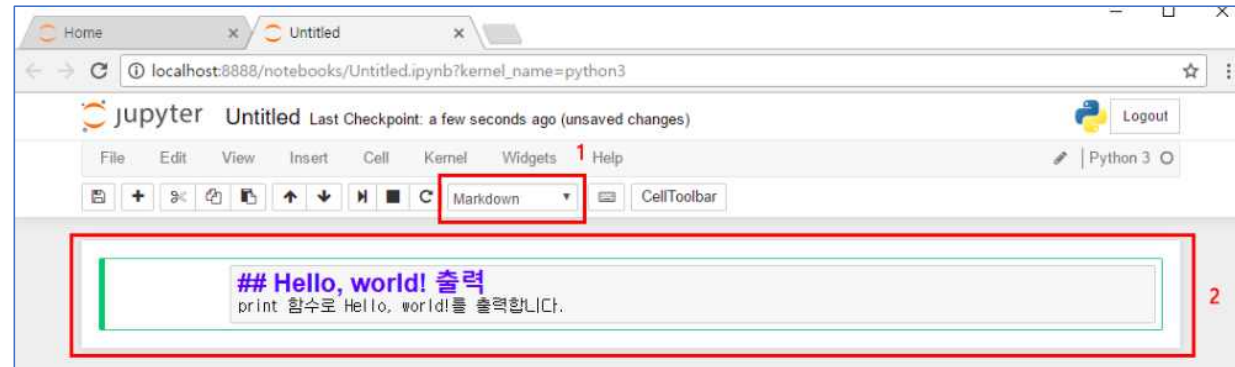 Home
Untitled
localhost:8888/notebooks/Untitled.ipynb?kernel_name=python3
jupyter Untitled Last Checkpoint: a few seconds ago (unsaved changes)
Logout
File Edit View Insert Cell Kernel Widgets Help
Python 3
1
Markdown
CellToolbar
## Hello, world! 출력
print 함수로 Hello, world!를 출력합니다.
2